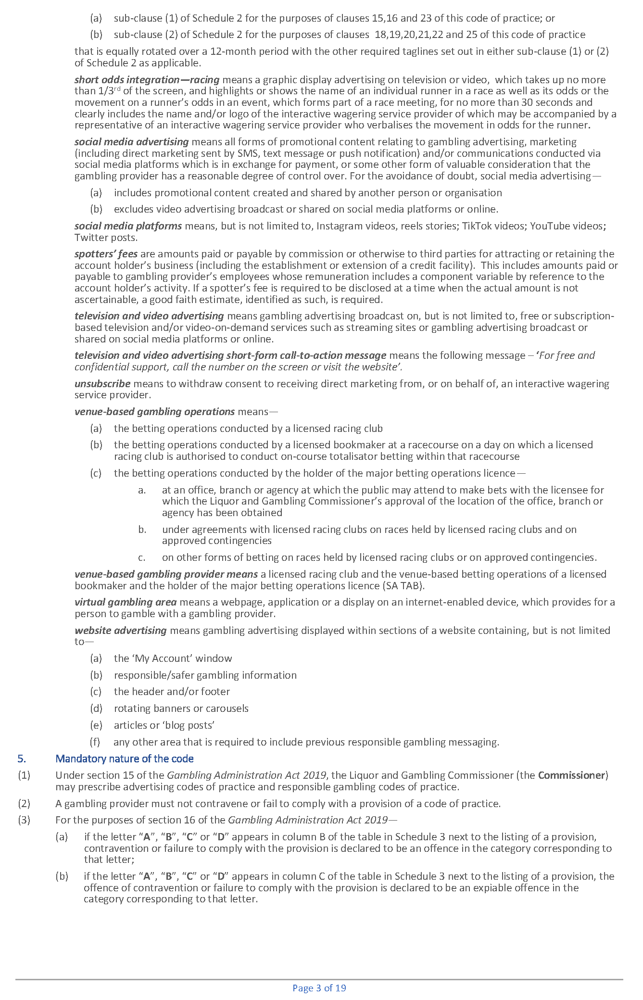 (a) sub-clause (1) of Schedule 2 for the purposes of clauses 15,16 and 23 of this code of practice; or
(b) sub-clause (2) of Schedule 2 for the purposes of clauses 18,19,20,21,22 and 25 of this code of practice
that is equally rotated over a 12-month period with the other required taglines set out in either sub-clause (1) or (2)
of Schedule 2 as applicable.
short odds integration—racing means a graphic display advertising on television or video, which takes up no more
than 1/3rd of the screen, and highlights or shows the name of an individual runner in a race as well as its odds or the
movement on a runner's odds in an event, which forms part of a race meeting, for no more than 30 seconds and
clearly includes the name and/or logo of the interactive wagering service provider of which may be accompanied by a
representative of an interactive wagering service provider who verbalises the movement in odds for the runner.
social media advertising means all forms of promotional content relating to gambling advertising, marketing
(including direct marketing sent by SMS, text message or push notification) and/or communications conducted via
social media platforms which is in exchange for payment, or some other form of valuable consideration that the
gambling provider has a reasonable degree of control over. For the avoidance of doubt, social media advertising—
(a) includes promotional content created and shared by another person or organisation
(b) excludes video advertising broadcast or shared on social media platforms or online.
social media platforms means, but is not limited to, Instagram videos, reels stories; TikTok videos; YouTube videos;
Twitter posts.
spotters' fees are amounts paid or payable by commission or otherwise to third parties for attracting or retaining the
account holder's business (including the establishment or extension of a credit facility). This includes amounts paid or
payable to gambling provider's employees whose remuneration includes a component variable by reference to the
account holder's activity. If a spotter's fee is required to be disclosed at a time when the actual amount is not
ascertainable, a good faith estimate, identified as such, is required.
television and video advertising means gambling advertising broadcast on, but is not limited to, free or subscription-
based television and/or video-on-demand services such as streaming sites or gambling advertising broadcast or
shared on social media platforms or online.
television and video advertising short-form call-to-action message means the following message – 'For free and
confidential support, call the number on the screen or visit the website'.
unsubscribe means to withdraw consent to receiving direct marketing from, or on behalf of, an interactive wagering
service provider.
venue-based gambling operations means—
(a) the betting operations conducted by a licensed racing club
(b) the betting operations conducted by a licensed bookmaker at a racecourse on a day on which a licensed
racing club is authorised to conduct on-course totalisator betting within that racecourse
(c) the betting operations conducted by the holder of the major betting operations licence—
a. at an office, branch or agency at which the public may attend to make bets with the licensee for
which the Liquor and Gambling Commissioner's approval of the location of the office, branch or
agency has been obtained
b. under agreements with licensed racing clubs on races held by licensed racing clubs and on
approved contingencies
c. on other forms of betting on races held by licensed racing clubs or on approved contingencies.
venue-based gambling provider means a licensed racing club and the venue-based betting operations of a licensed
bookmaker and the holder of the major betting operations licence (SA TAB).
virtual gambling area means a webpage, application or a display on an internet-enabled device, which provides for a
person to gamble with a gambling provider.
website advertising means gambling advertising displayed within sections of a website containing, but is not limited
to—
(a) the 'My Account' window
(b) responsible/safer gambling information
(c) the header and/or footer
(d) rotating banners or carousels
(e) articles or 'blog posts'
(f) any other area that is required to include previous responsible gambling messaging.
5. Mandatory nature of the code
(1) Under section 15 of the Gambling Administration Act 2019, the Liquor and Gambling Commissioner (the Commissioner)
may prescribe advertising codes of practice and responsible gambling codes of practice.
(2) A gambling provider must not contravene or fail to comply with a provision of a code of practice.
(3) For the purposes of section 16 of the Gambling Administration Act 2019—
(a) if the letter "A", "B", "C" or "D" appears in column B of the table in Schedule 3 next to the listing of a provision,
contravention or failure to comply with the provision is declared to be an offence in the category corresponding to
that letter;
(b) if the letter "A", "B", "C" or "D" appears in column C of the table in Schedule 3 next to the listing of a provision, the
offence of contravention or failure to comply with the provision is declared to be an expiable offence in the
category corresponding to that letter.
Page 3 of 19